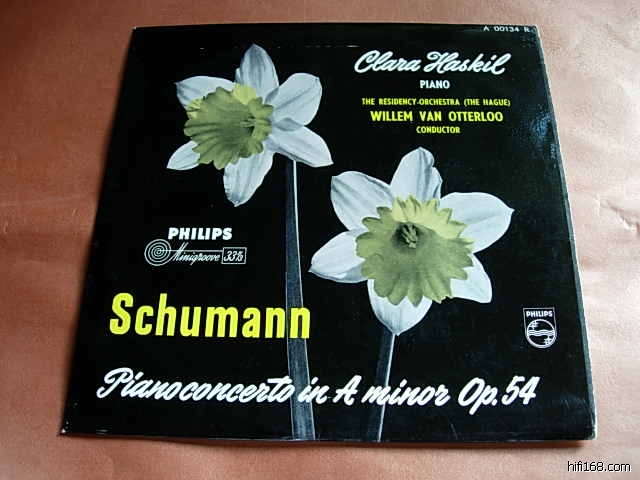 A 00134 R
Clara Haskil
PIANO
THE RESIDENCY-ORCHESTRA (THE HAGUE)
WILLEM VAN OTTERLOO
CONDUCTOR
PHILIPS
Minigroove 33⅓
Schumann
PHILIPS
Pianoconcerto in A minor Op. 54
hifi168.com